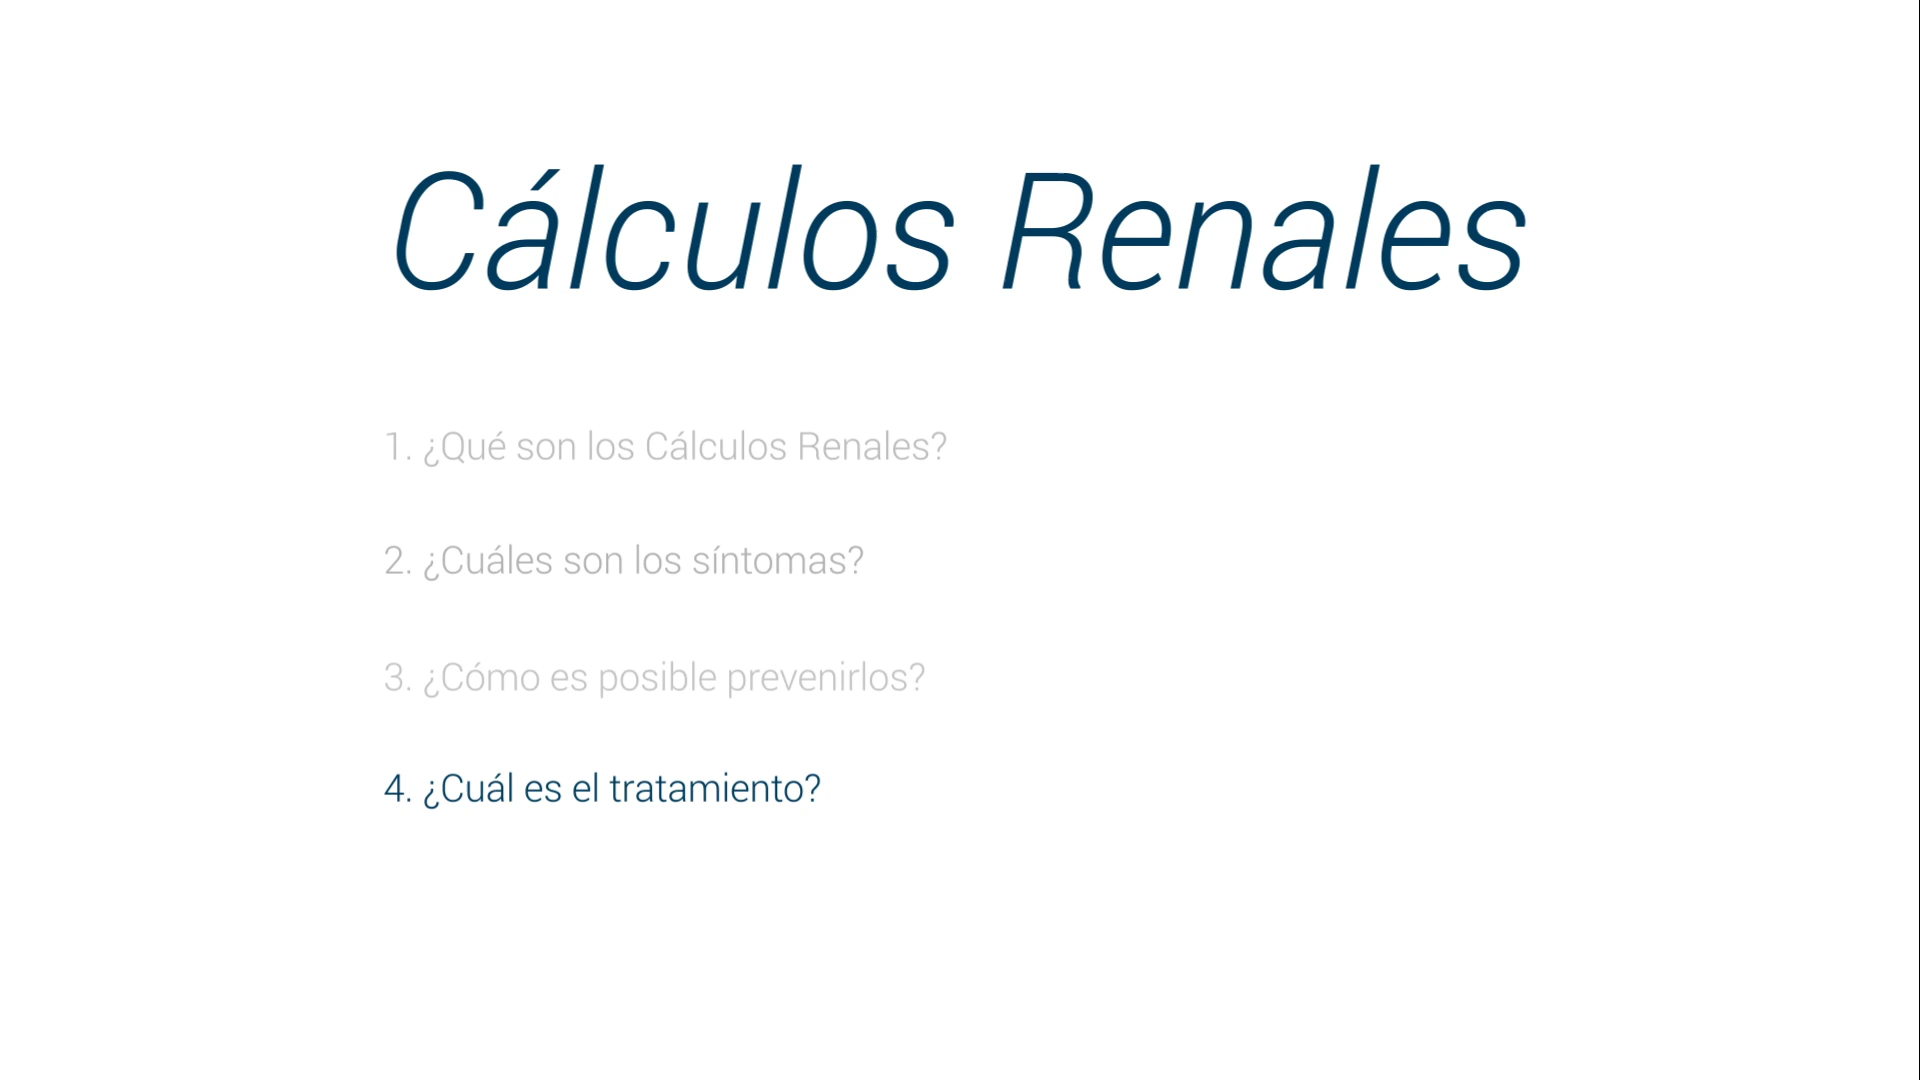 Cálculos Renales
1. ¿Qué son los Cálculos Renales?
2. ¿Cuáles son los síntomas?
3. ¿Cómo es posible prevenirlos?
4. ¿Cuál es el tratamiento?